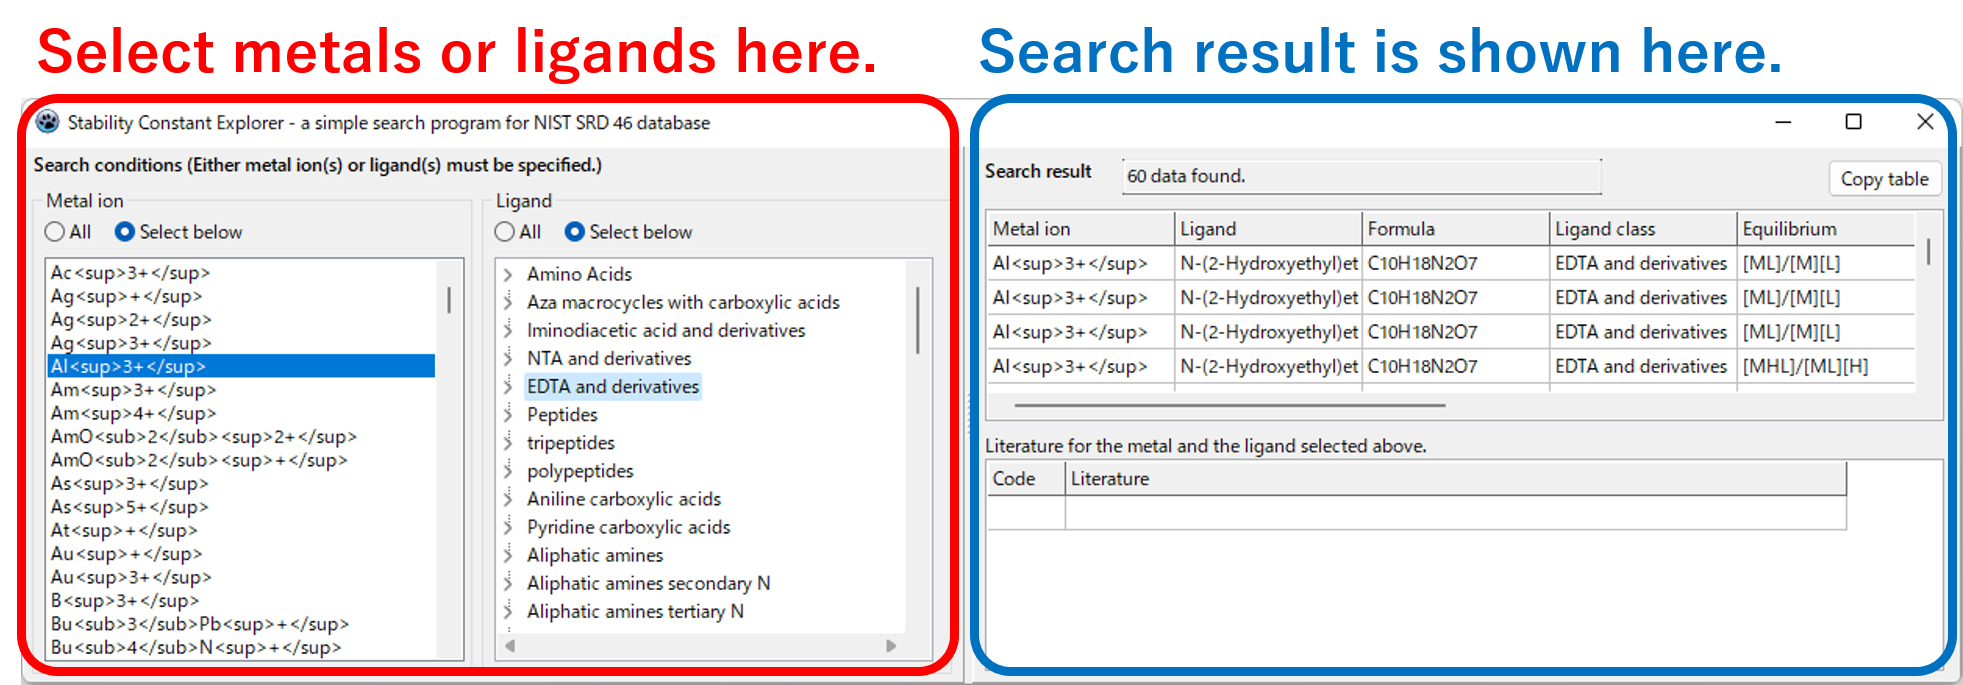 Select metals or ligands here.
Search result is shown here.
Stability Constant Explorer - a simple search program for NIST SRD 46 database
Search conditions (Either metal ion(s) or ligand(s) must be specified.)
Metal ion
All
Select below
Ac<sup>3+</sup>
Ag<sup>+</sup>
Ag<sup>2+</sup>
Ag<sup>3+</sup>
Al<sup>3+</sup>
Am<sup>3+</sup>
Am<sup>4+</sup>
AmO<sub>2</sub><sup>2+</sup>
AmO<sub>2</sub><sup>+</sup>
As<sup>3+</sup>
As<sup>5+</sup>
At<sup>+</sup>
Au<sup>+</sup>
Au<sup>3+</sup>
B<sup>3+</sup>
Bu<sub>3</sub>Pb<sup>+</sup>
Bu<sub>4</sub>N<sup>+</sup>
Ligand
All
Select below
Amino Acids
Aza macrocycles with carboxylic acids
Iminodiacetic acid and derivatives
NTA and derivatives
EDTA and derivatives
Peptides
tripeptides
polypeptides
Aniline carboxylic acids
Pyridine carboxylic acids
Aliphatic amines
Aliphatic amines secondary N
Aliphatic amines tertiary N
Search result
60 data found.
Copy table
Metal ion Ligand Formula Ligand class Equilibrium
Al<sup>3+</sup> N-(2-Hydroxyethyl)et C10H18N2O7 EDTA and derivatives [ML]/[M][L]
Al<sup>3+</sup> N-(2-Hydroxyethyl)et C10H18N2O7 EDTA and derivatives [ML]/[M][L]
Al<sup>3+</sup> N-(2-Hydroxyethyl)et C10H18N2O7 EDTA and derivatives [ML]/[M][L]
Al<sup>3+</sup> N-(2-Hydroxyethyl)et C10H18N2O7 EDTA and derivatives [MHL]/[ML][H]
Literature for the metal and the ligand selected above.
Code Literature